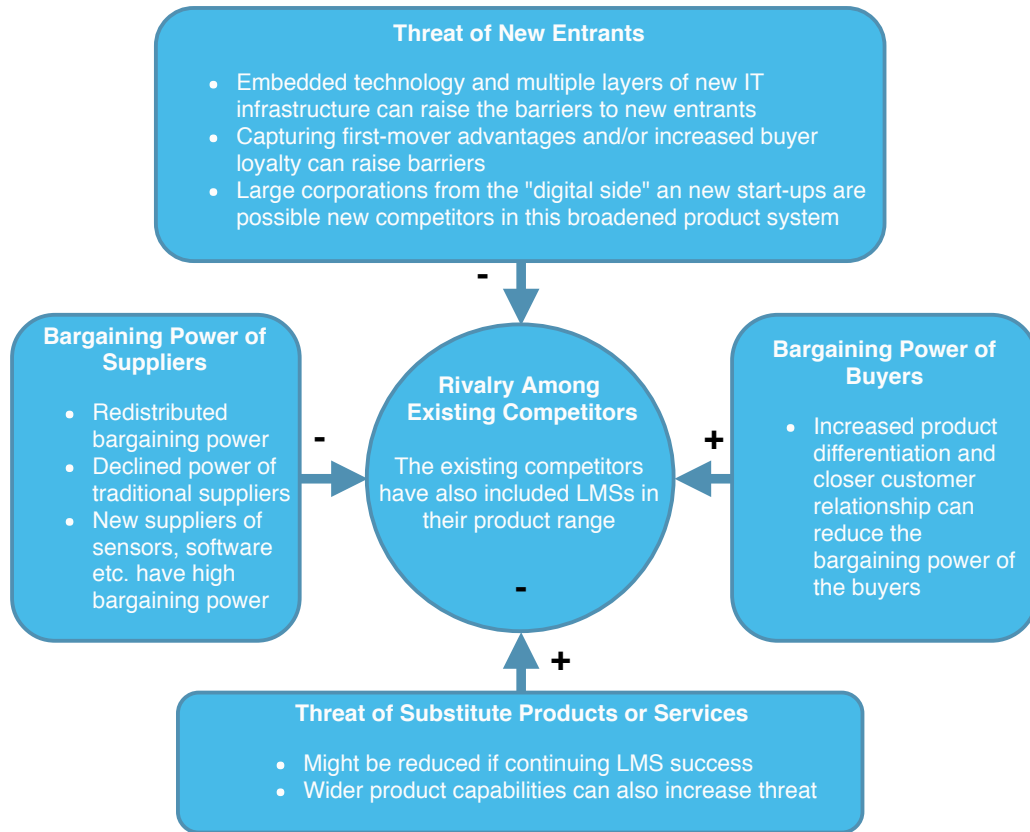 Threat of New Entrants
• Embedded technology and multiple layers of new IT
infrastructure can raise the barriers to new entrants
• Capturing first-mover advantages and/or increased buyer
loyalty can raise barriers
• Large corporations from the "digital side" an new start-ups are
possible new competitors in this broadened product system
-
Bargaining Power of
Suppliers
• Redistributed
bargaining power
• Declined power of
traditional suppliers
• New suppliers of
sensors, software
etc. have high
bargaining power
-
Rivalry Among
Existing Competitors
The existing competitors
have also included LMSs in
their product range
-
+
Bargaining Power of
Buyers
• Increased product
differentiation and
closer customer
relationship can
reduce the
bargaining power of
the buyers
+
Threat of Substitute Products or Services
• Might be reduced if continuing LMS success
• Wider product capabilities can also increase threat